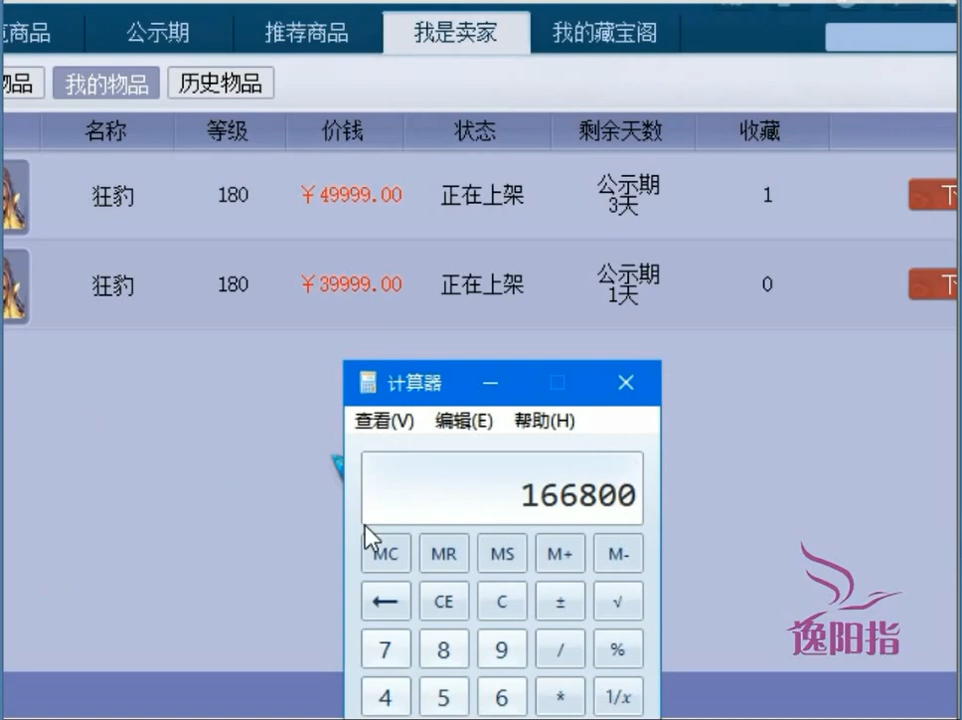 商品 公示期 推荐商品 我是卖家 我的藏宝阁
物品 我的物品 历史物品
名称 等级 价钱 状态 剩余天数 收藏
狂豹 180 ￥49999.00 正在上架 公示期 1 下
3天
狂豹 180 ￥39999.00 正在上架 公示期 0 下
1天
计算器
查看(V) 编辑(E) 帮助(H)
166800
MC MR MS M+ M-
← CE C ± √
7 8 9 / %
4 5 6 * 1/x
逸阳指